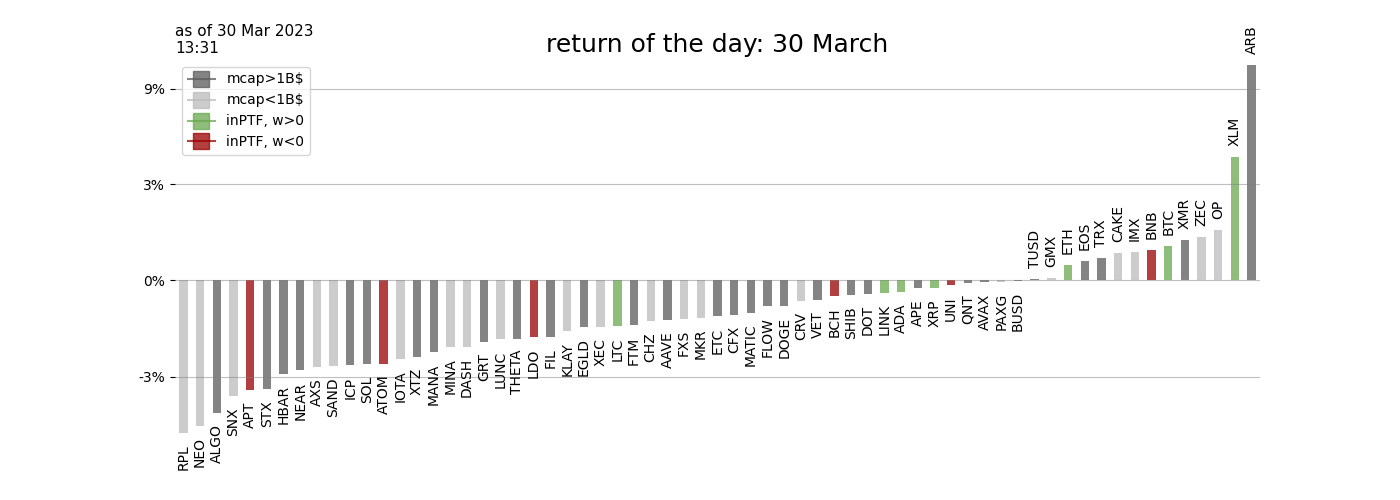 as of 30 Mar 2023
13:31
return of the day: 30 March
mcap>1B$
mcap<1B$
inPTF, w>0
inPTF, w<0
9%
3%
0%
-3%
RPL
NEO
ALGO
SNX
APT
STX
HBAR
NEAR
AXS
SAND
ICP
SOL
ATOM
IOTA
XTZ
MANA
MINA
DASH
GRT
LUNC
THETA
LDO
FIL
KLAY
EGLD
XEC
LTC
FTM
CHZ
AAVE
FXS
MKR
ETC
CFX
MATIC
FLOW
DOGE
CRV
VET
BCH
SHIB
DOT
LINK
ADA
APE
XRP
UNI
QNT
AVAX
PAXG
BUSD
TUSD
GMX
ETH
EOS
TRX
CAKE
IMX
BNB
BTC
XMR
ZEC
OP
XLM
ARB